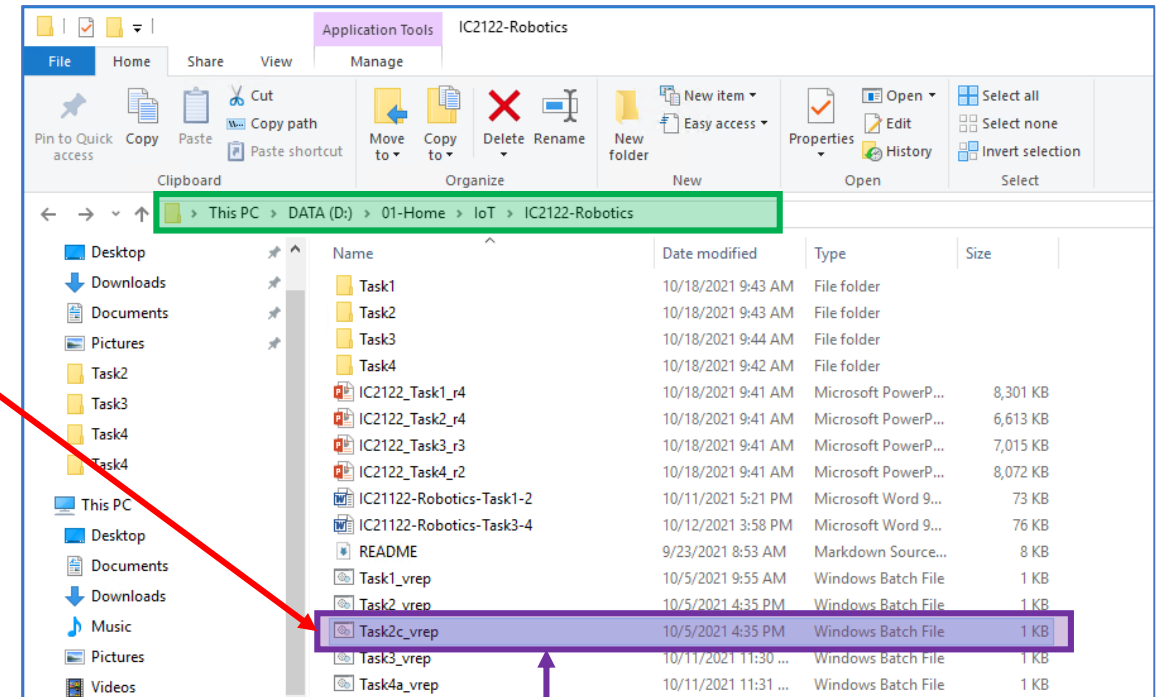 Application Tools IC2122-Robotics
File Home Share View Manage
Pin to Quick access
Copy
Paste
Cut
Copy path
Paste shortcut
Clipboard
Move to
Copy to
Delete
Rename
Organize
New folder
New item
Easy access
New
Properties
Open
Edit
History
Open
Select all
Select none
Invert selection
Select
This PC > DATA (D:) > 01-Home > IoT > IC2122-Robotics
Desktop
Downloads
Documents
Pictures
Task2
Task3
Task4
Task4
This PC
Desktop
Documents
Downloads
Music
Pictures
Videos
Name Date modified Type Size
Task1 10/18/2021 9:43 AM File folder
Task2 10/18/2021 9:43 AM File folder
Task3 10/18/2021 9:44 AM File folder
Task4 10/18/2021 9:42 AM File folder
IC2122_Task1_r4 10/18/2021 9:41 AM Microsoft PowerP... 8,301 KB
IC2122_Task2_r4 10/18/2021 9:41 AM Microsoft PowerP... 6,613 KB
IC2122_Task3_r3 10/18/2021 9:41 AM Microsoft PowerP... 7,015 KB
IC2122_Task4_r2 10/18/2021 9:41 AM Microsoft PowerP... 8,072 KB
IC21122-Robotics-Task1-2 10/11/2021 5:21 PM Microsoft Word 9... 73 KB
IC21122-Robotics-Task3-4 10/12/2021 3:58 PM Microsoft Word 9... 76 KB
README 9/23/2021 8:53 AM Markdown Source... 8 KB
Task1_vrep 10/5/2021 9:55 AM Windows Batch File 1 KB
Task2_vrep 10/5/2021 4:35 PM Windows Batch File 1 KB
Task2c_vrep 10/5/2021 4:35 PM Windows Batch File 1 KB
Task3_vrep 10/11/2021 11:30 ... Windows Batch File 1 KB
Task4a_vrep 10/11/2021 11:31 ... Windows Batch File 1 KB